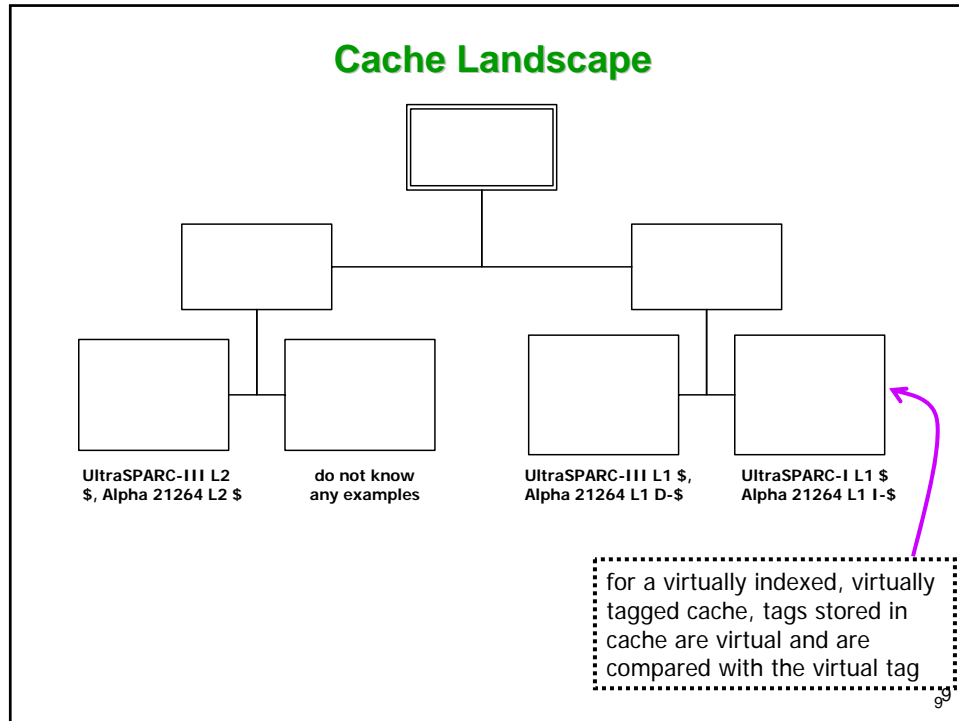 Cache Landscape
UltraSPARC-III L2
$, Alpha 21264 L2 $
do not know
any examples
UltraSPARC-III L1 $,
Alpha 21264 L1 D-$
UltraSPARC-I L1 $
Alpha 21264 L1 I-$
for a virtually indexed, virtually
tagged cache, tags stored in
cache are virtual and are
compared with the virtual tag
9
9